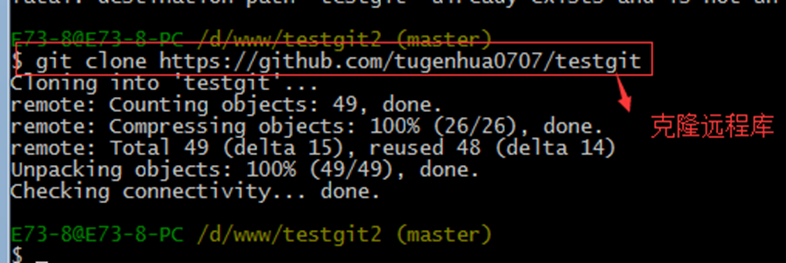 fatal: destination path 'testgit' already exists and is not an
E73-8@E73-8-PC /d/www/testgit2 (master)
$ git clone https://github.com/tugenhua0707/testgit
Cloning into 'testgit'...
remote: Counting objects: 49, done.
remote: Compressing objects: 100% (26/26), done.
克隆远程库
remote: Total 49 (delta 15), reused 48 (delta 14)
Unpacking objects: 100% (49/49), done.
Checking connectivity... done.
E73-8@E73-8-PC /d/www/testgit2 (master)
$